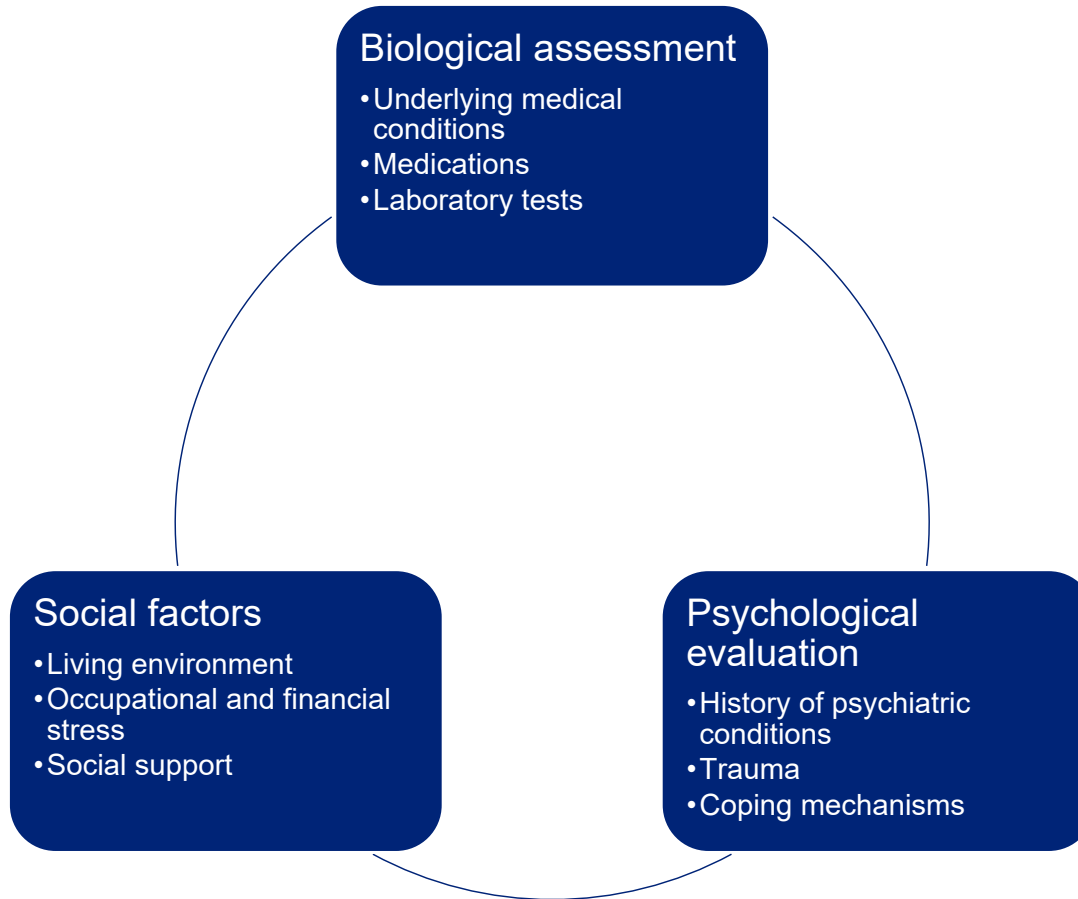 Biological assessment
•Underlying medical
conditions
•Medications
•Laboratory tests
Social factors
•Living environment
•Occupational and financial
stress
•Social support
Psychological
evaluation
•History of psychiatric
conditions
•Trauma
•Coping mechanisms